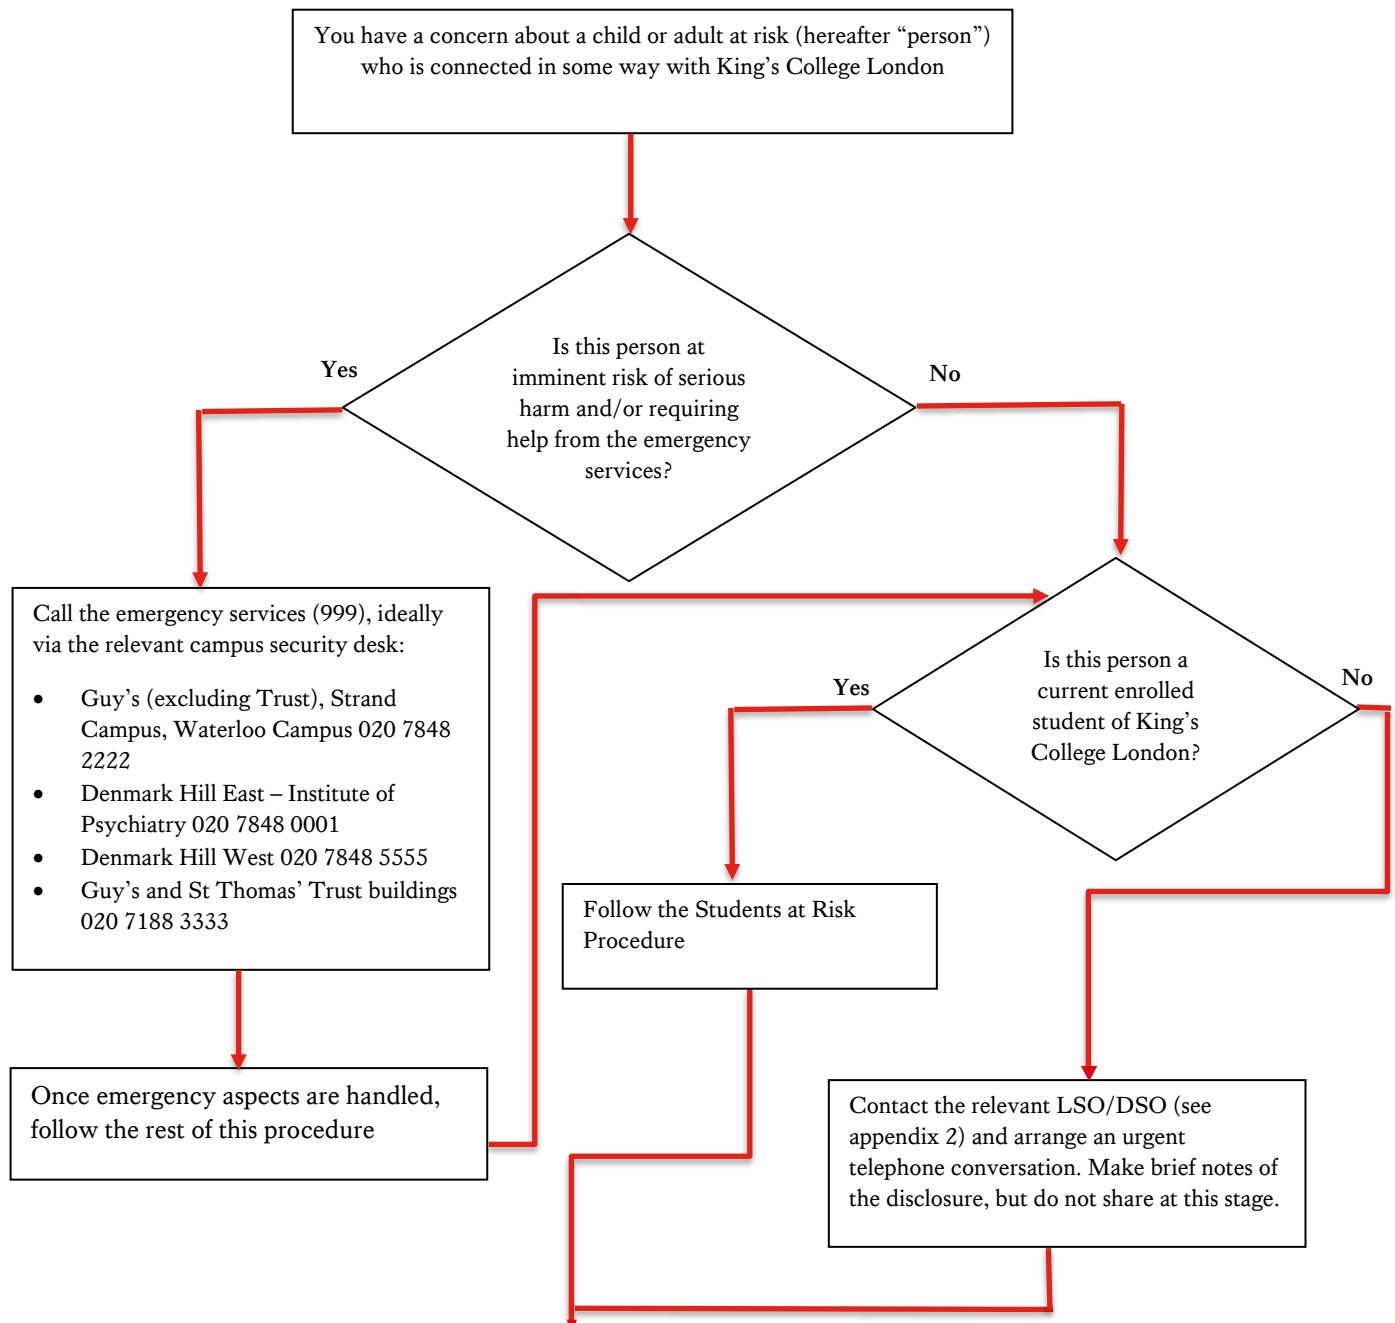 You have a concern about a child or adult at risk (hereafter “person”)
who is connected in some way with King’s College London
Is this person at
imminent risk of serious
harm and/or requiring
help from the emergency
services?
Yes
No
Call the emergency services (999), ideally
via the relevant campus security desk:
• Guy’s (excluding Trust), Strand
Campus, Waterloo Campus 020 7848
2222
• Denmark Hill East – Institute of
Psychiatry 020 7848 0001
• Denmark Hill West 020 7848 5555
• Guy’s and St Thomas’ Trust buildings
020 7188 3333
Once emergency aspects are handled,
follow the rest of this procedure
Is this person a
current enrolled
student of King’s
College London?
Yes
No
Follow the Students at Risk
Procedure
Contact the relevant LSO/DSO (see
appendix 2) and arrange an urgent
telephone conversation. Make brief notes of
the disclosure, but do not share at this stage.